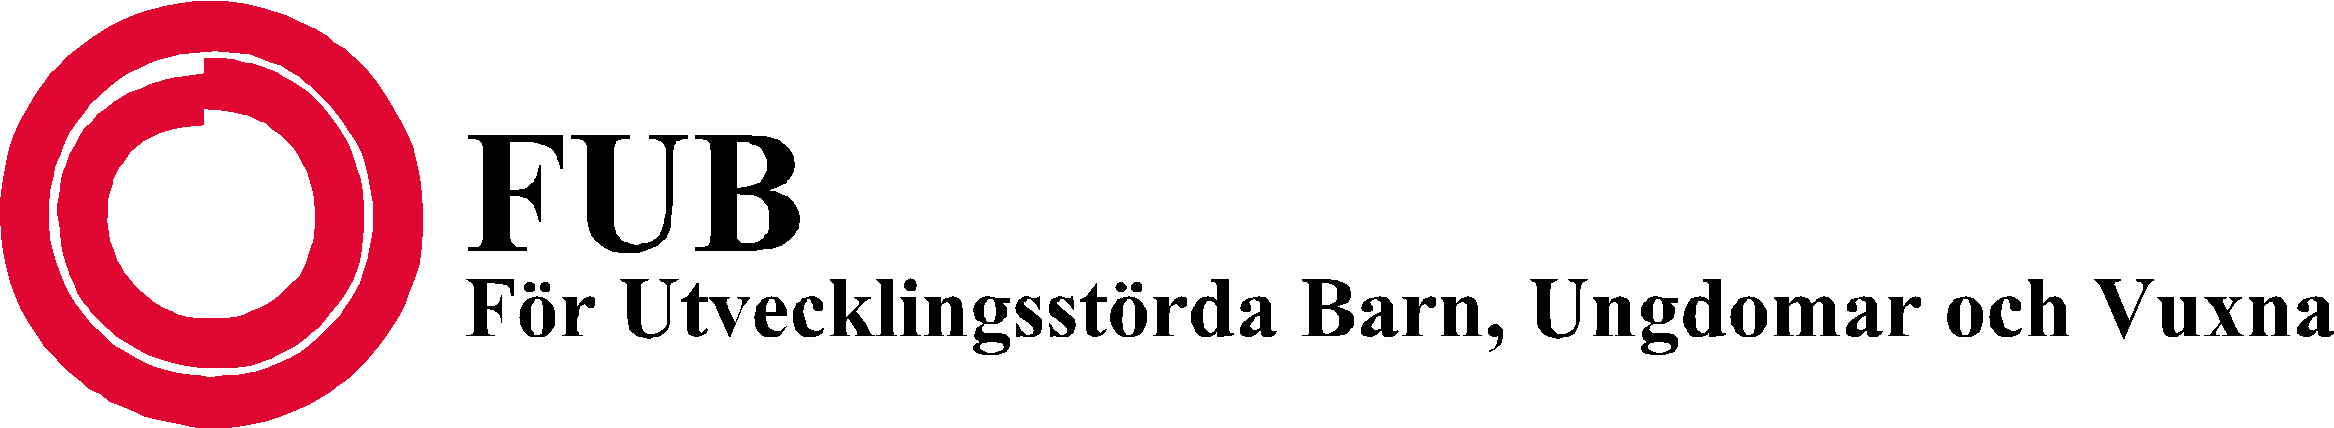 FUB
För Utvecklingsstörda Barn, Ungdomar och Vuxna